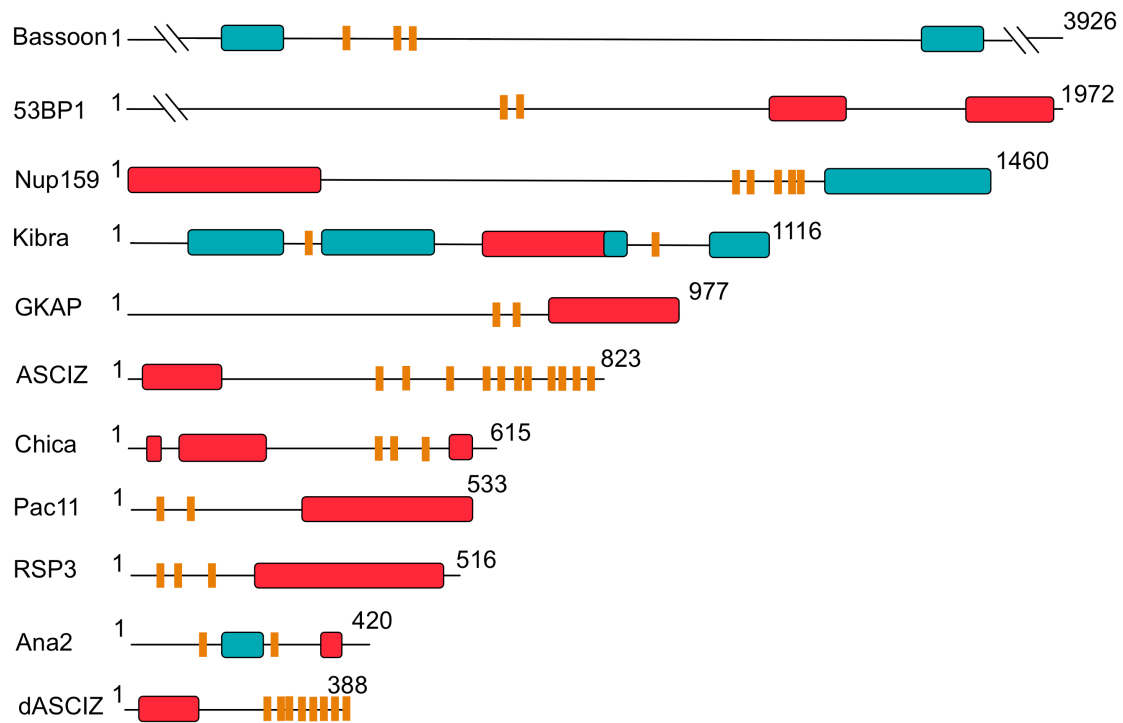 Bassoon 1 3926
53BP1 1 1972
Nup159 1 1460
Kibra 1 1116
GKAP 1 977
ASCIZ 1 823
Chica 1 615
Pac11 1 533
RSP3 1 516
Ana2 1 420
dASCIZ 1 388